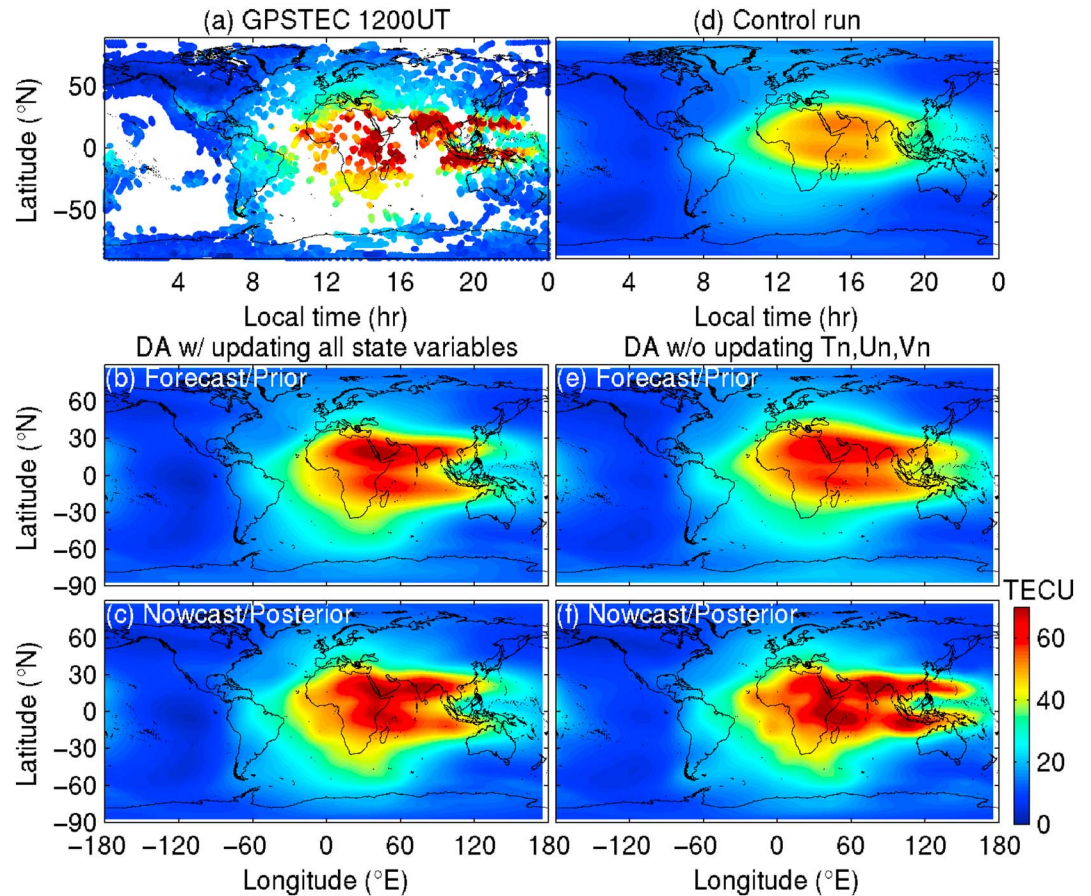 (a) GPSTEC 1200UT
(d) Control run
Latitude (°N)
50
0
−50
4 8 12 16 20 0
4 8 12 16 20 0
Local time (hr)
Local time (hr)
DA w/ updating all state variables
DA w/o updating Tn,Un,Vn
(b) Forecast/Prior
(e) Forecast/Prior
Latitude (°N)
60
30
0
−30
−60
−90
TECU
(c) Nowcast/Posterior
(f) Nowcast/Posterior
Latitude (°N)
60
30
0
−30
−60
−90
60
40
20
0
−180 −120 −60 0 60 120 180
−120 −60 0 60 120 180
Longitude (°E)
Longitude (°E)